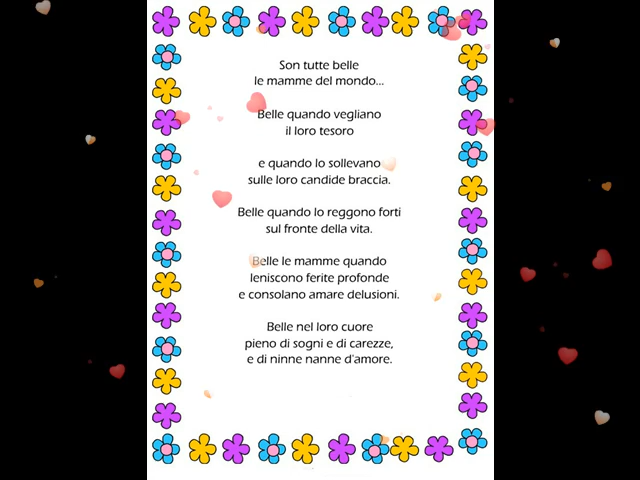 Son tutte belle
le mamme del mondo...
Belle quando vegliano
il loro tesoro
e quando lo sollevano
sulle loro candide braccia.
Belle quando lo reggono forti
sul fronte della vita.
Belle le mamme quando
leniscono ferite profonde
e consolano amare delusioni.
Belle nel loro cuore
pieno di sogni e di carezze,
e di ninne nanne d'amore.